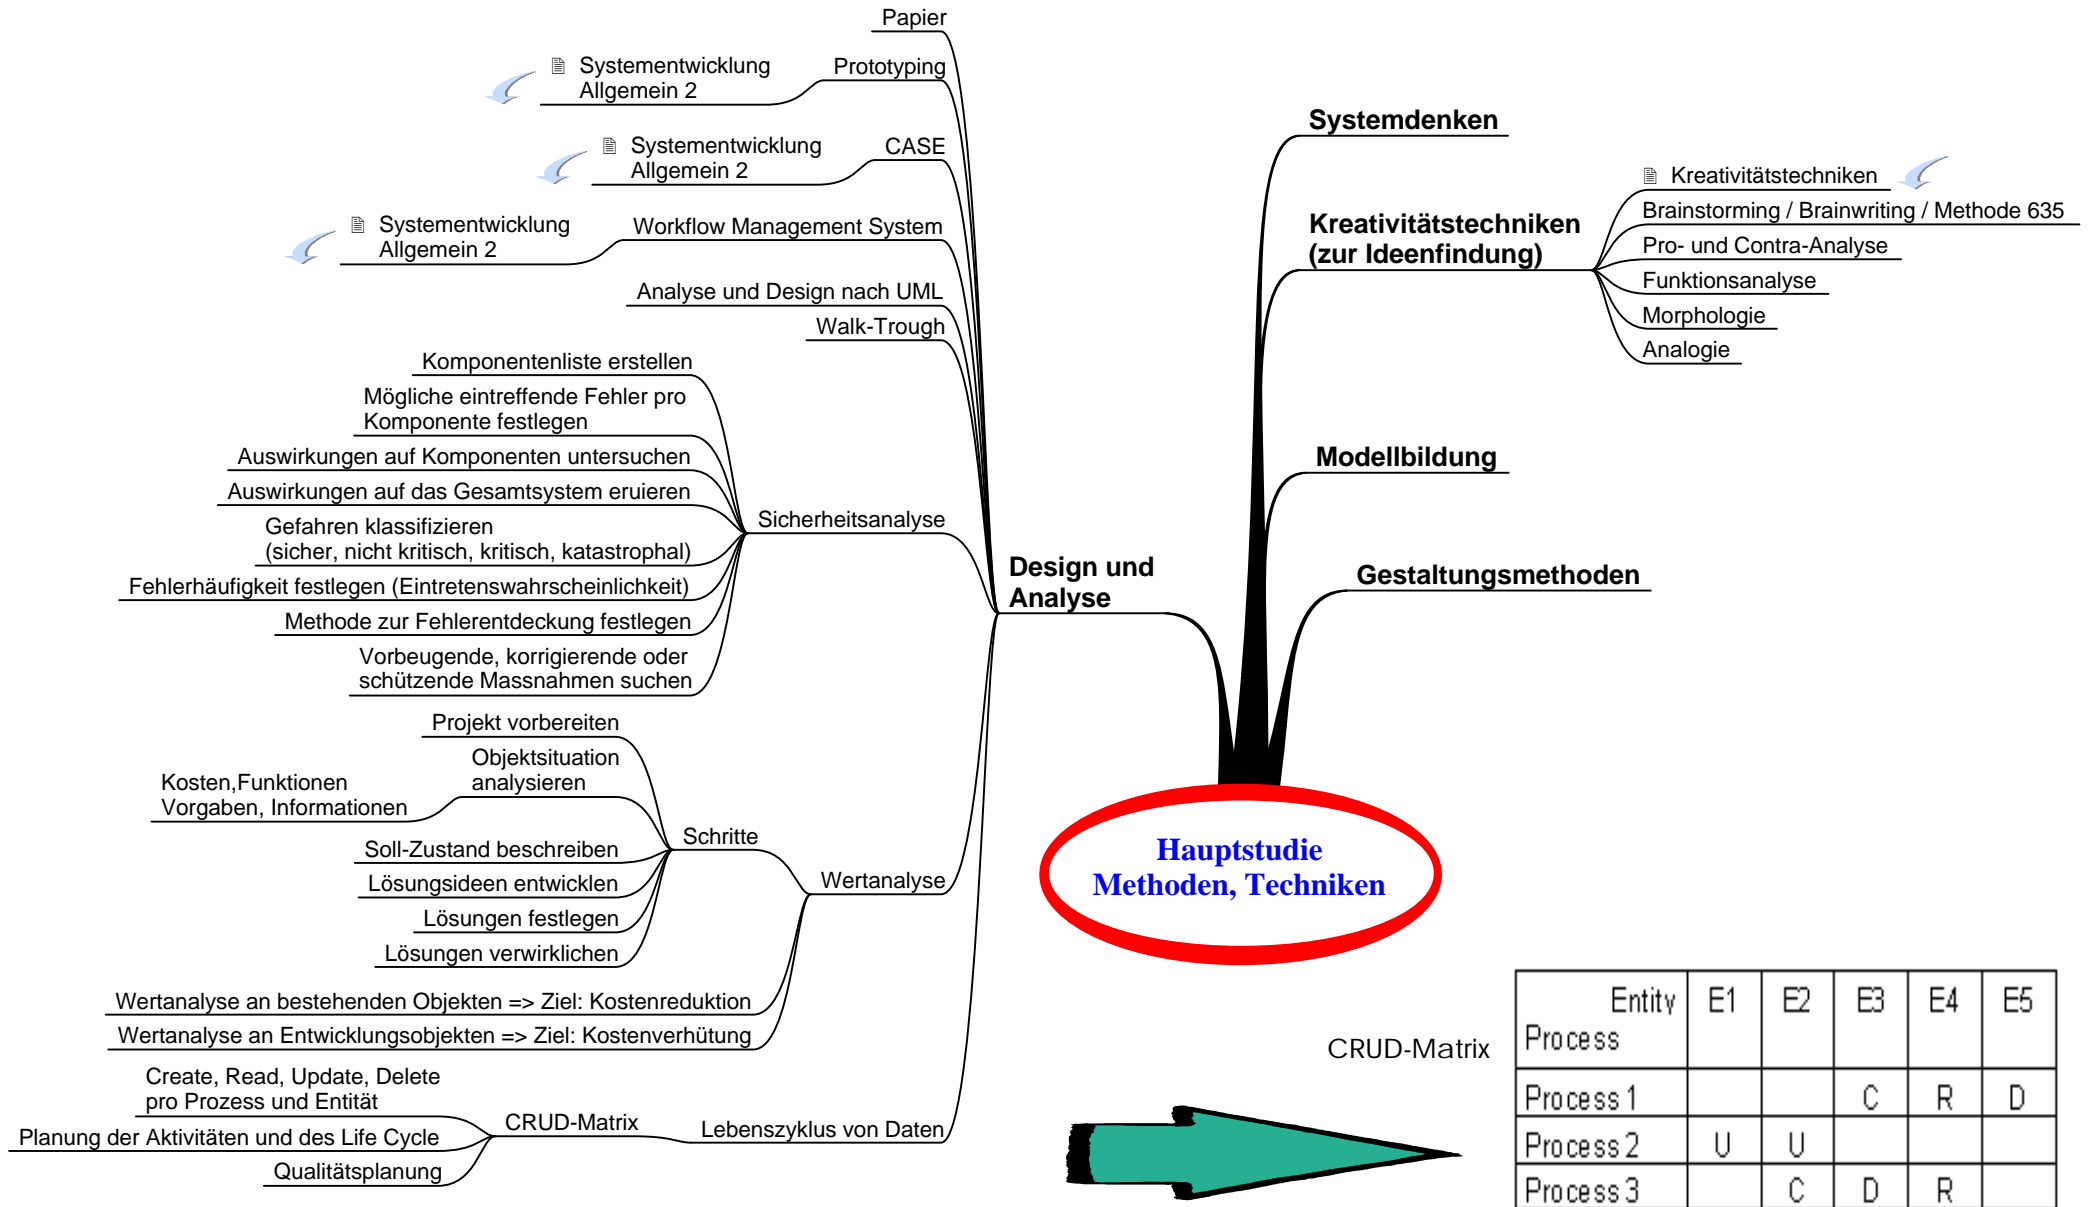 Papier
Systementwicklung
Allgemein 2
Prototyping
Systementwicklung
Allgemein 2
CASE
Systementwicklung
Allgemein 2
Workflow Management System
Analyse und Design nach UML
Walk-Trough
Komponentenliste erstellen
Mögliche eintreffende Fehler pro
Komponente festlegen
Auswirkungen auf Komponenten untersuchen
Auswirkungen auf das Gesamtsystem eruieren
Gefahren klassifizieren
(sicher, nicht kritisch, kritisch, katastrophal)
Fehlerhäufigkeit festlegen (Eintretenswahrscheinlichkeit)
Methode zur Fehlerentdeckung festlegen
Vorbeugende, korrigierende oder
schützende Massnahmen suchen
Sicherheitsanalyse
Projekt vorbereiten
Objektsituation
analysieren
Kosten,Funktionen
Vorgaben, Informationen
Soll-Zustand beschreiben
Lösungsideen entwicklen
Lösungen festlegen
Lösungen verwirklichen
Schritte
Wertanalyse an bestehenden Objekten => Ziel: Kostenreduktion
Wertanalyse an Entwicklungsobjekten => Ziel: Kostenverhütung
Wertanalyse
Create, Read, Update, Delete
pro Prozess und Entität
Planung der Aktivitäten und des Life Cycle
Qualitätsplanung
CRUD-Matrix
Lebenszyklus von Daten
Design und
Analyse
Systemdenken
Kreativitätstechniken
(zur Ideenfindung)
Kreativitätstechniken
Brainstorming / Brainwriting / Methode 635
Pro- und Contra-Analyse
Funktionsanalyse
Morphologie
Analogie
Modellbildung
Gestaltungsmethoden
Hauptstudie
Methoden, Techniken
CRUD-Matrix
Entity E1 E2 E3 E4 E5
Process
Process 1 C R D
Process 2 U U
Process 3 C D R